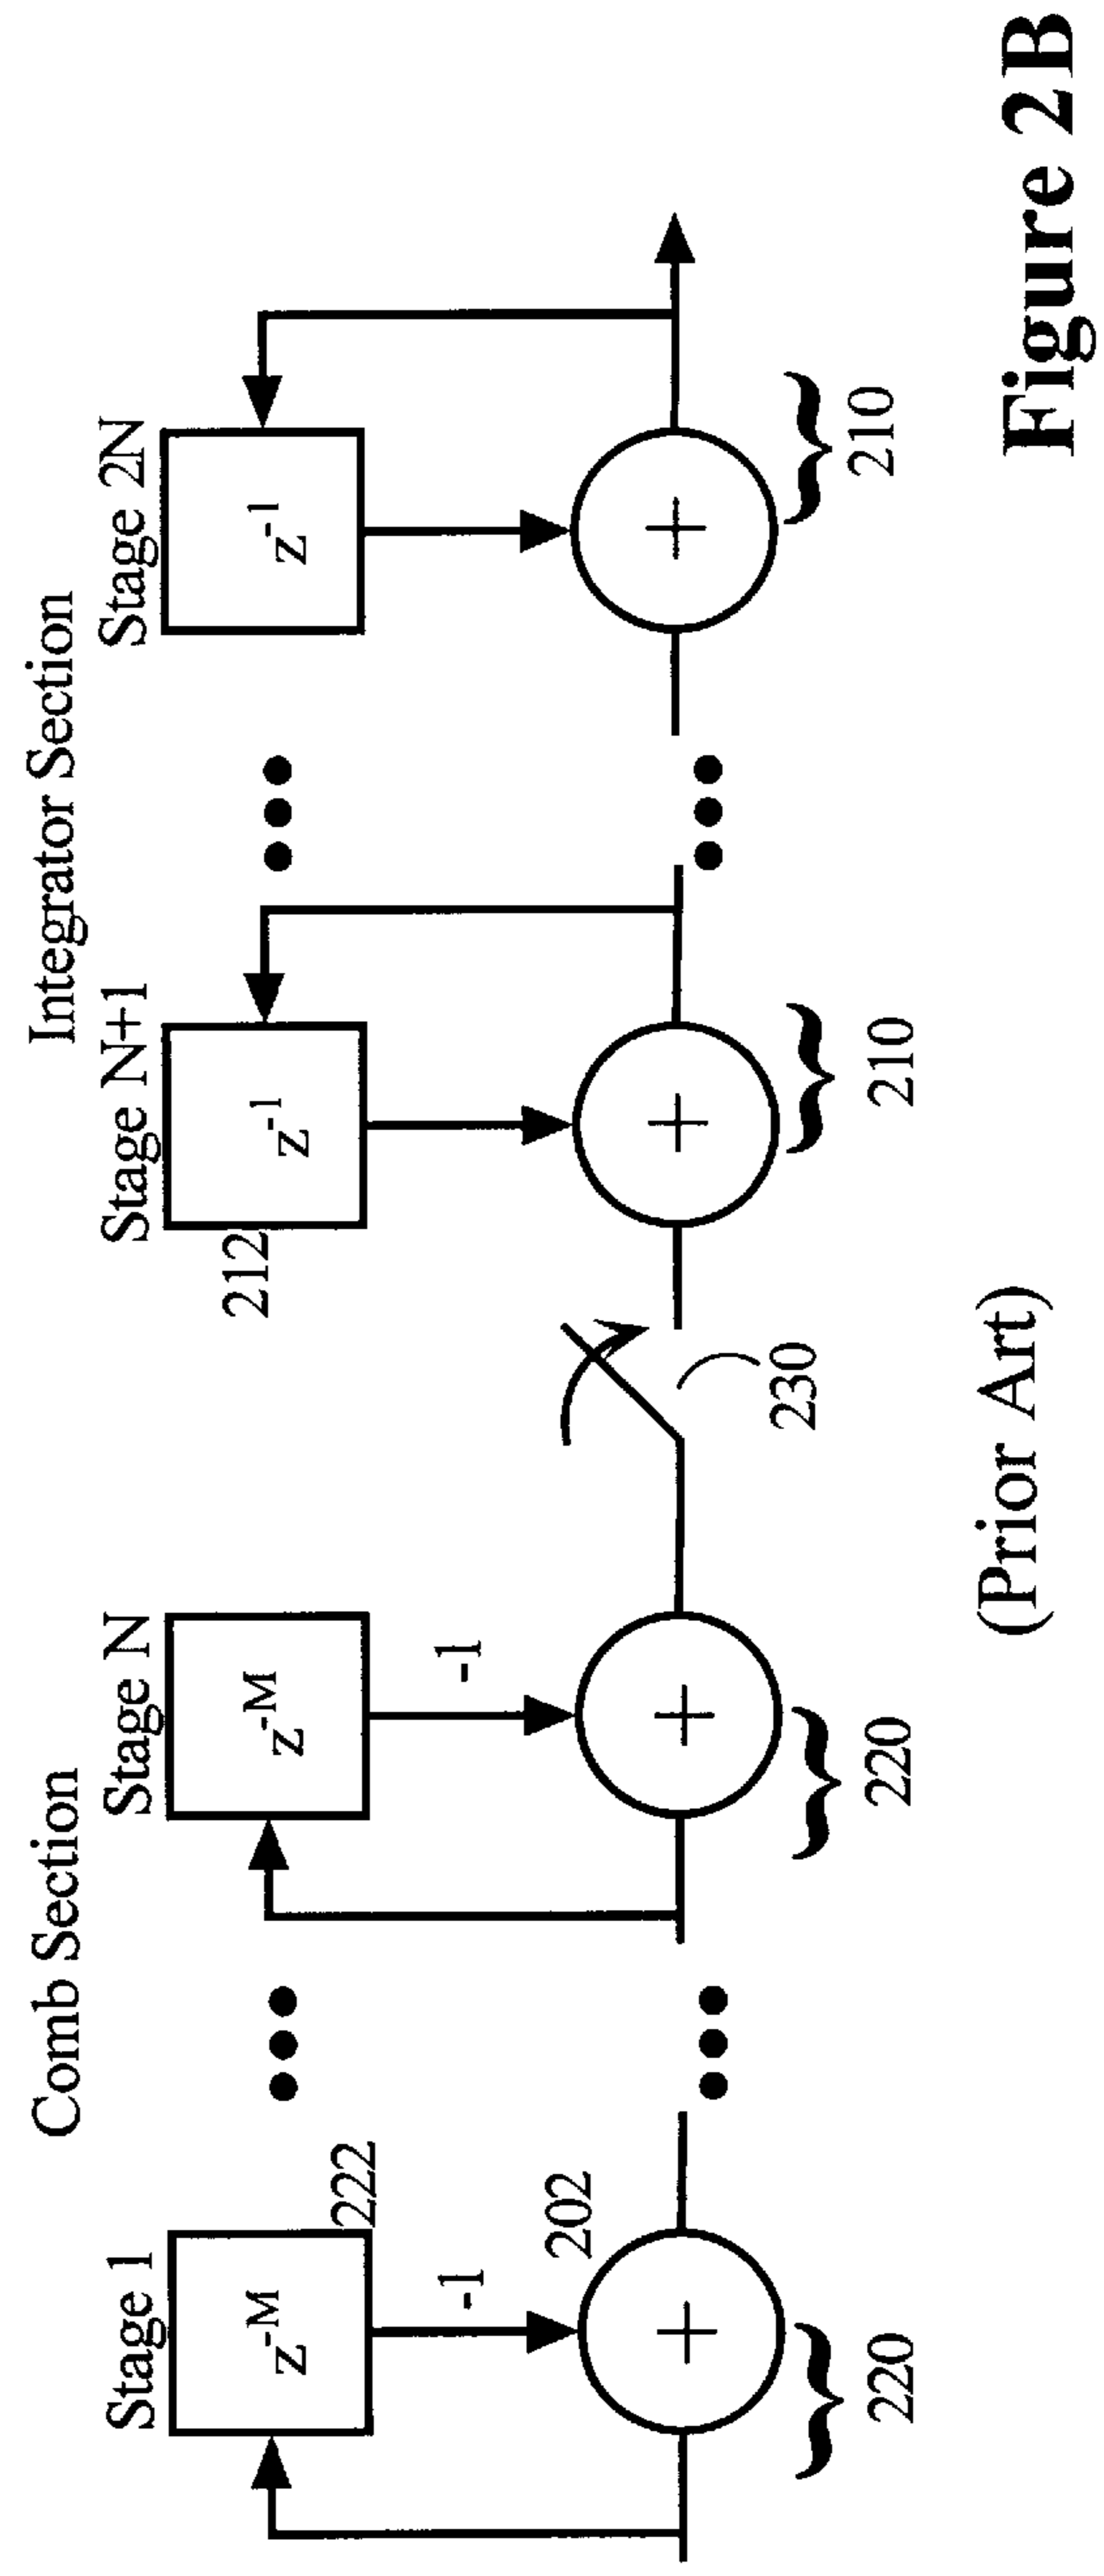 Comb Section
Integrator Section
Stage 1
Stage N
Stage N+1
Stage 2N
z-M
222
z-M
212
z-1
z-1
-1
-1
202
+
+
+
+
230
220
220
210
210
(Prior Art)
Figure 2B